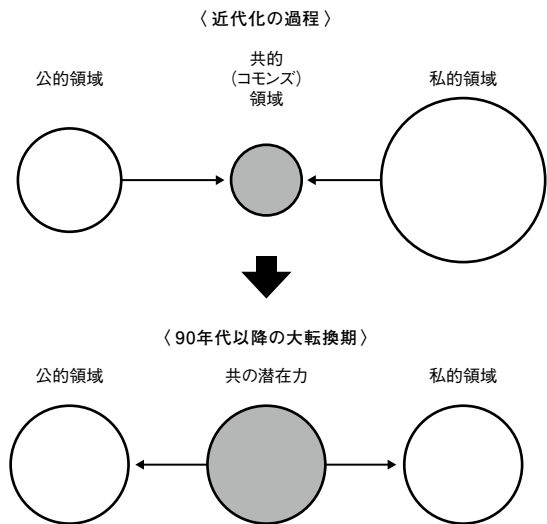 〈 近代化の過程 〉
公的領域
共的
（コモンズ）
領域
私的領域
〈 90年代以降の大転換期 〉
公的領域
共の潜在力
私的領域